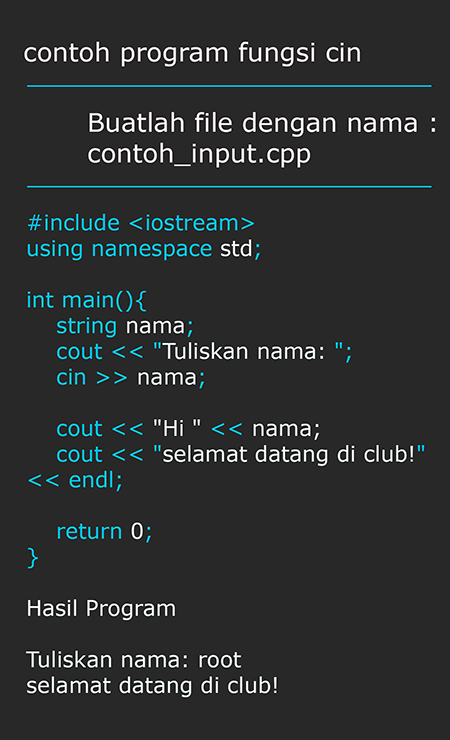 contoh program fungsi cin
Buatlah file dengan nama :
contoh_input.cpp
#include <iostream>
using namespace std;
int main(){
string nama;
cout << "Tuliskan nama: ";
cin >> nama;
cout << "Hi " << nama;
cout << "selamat datang di club!"
<< endl;
return 0;
}
Hasil Program
Tuliskan nama: root
selamat datang di club!